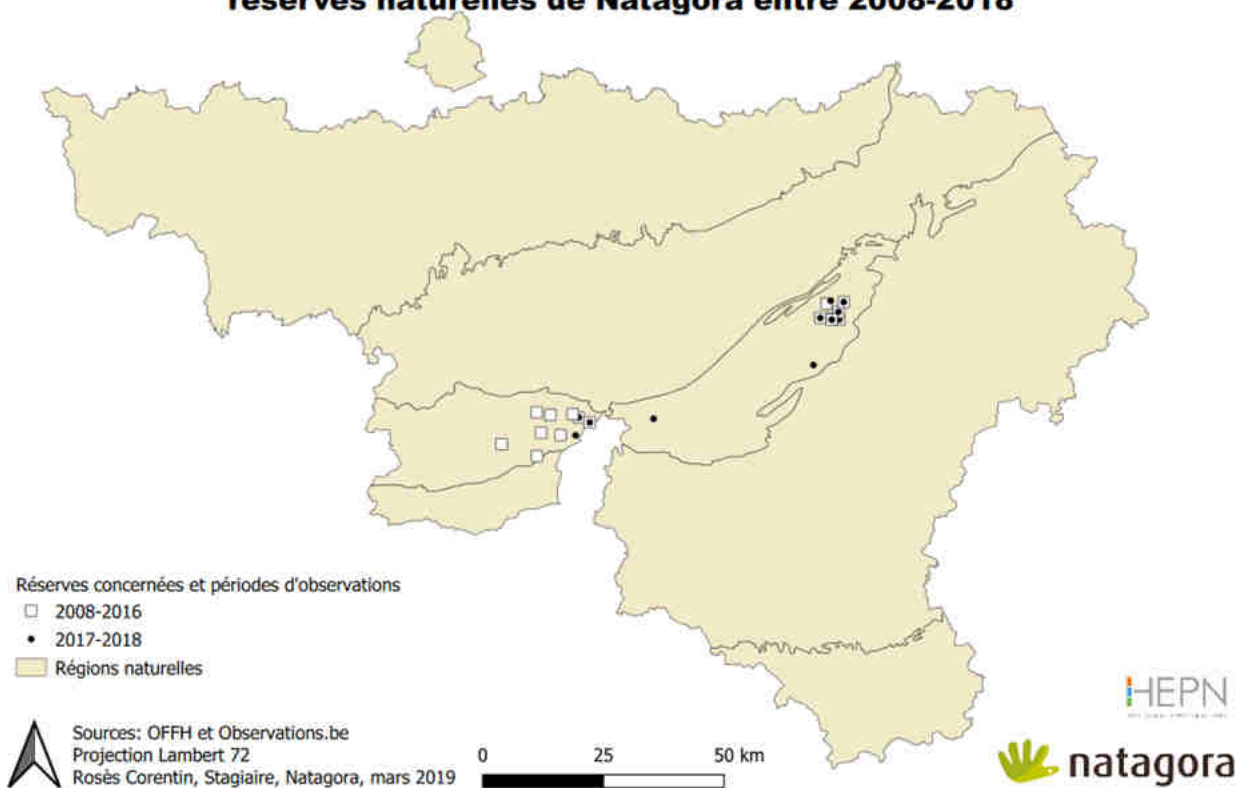 réserves naturelles de Natagora entre 2008-2018
Réserves concernées et périodes d'observations
2008-2016
2017-2018
Régions naturelles
Sources: OFFH et Observations.be
Projection Lambert 72
Rosès Corentin, Stagiaire, Natagora, mars 2019
0 25 50 km
HEPN
natagora